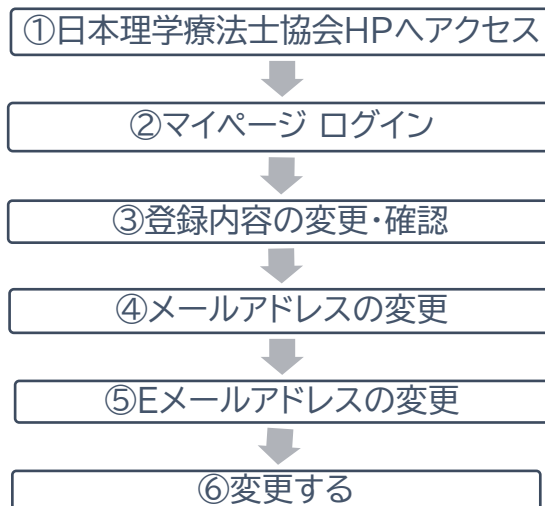 ①日本理学療法士協会HPへアクセス
②マイページ ログイン
③登録内容の変更・確認
④メールアドレスの変更
⑤Eメールアドレスの変更
⑥変更する